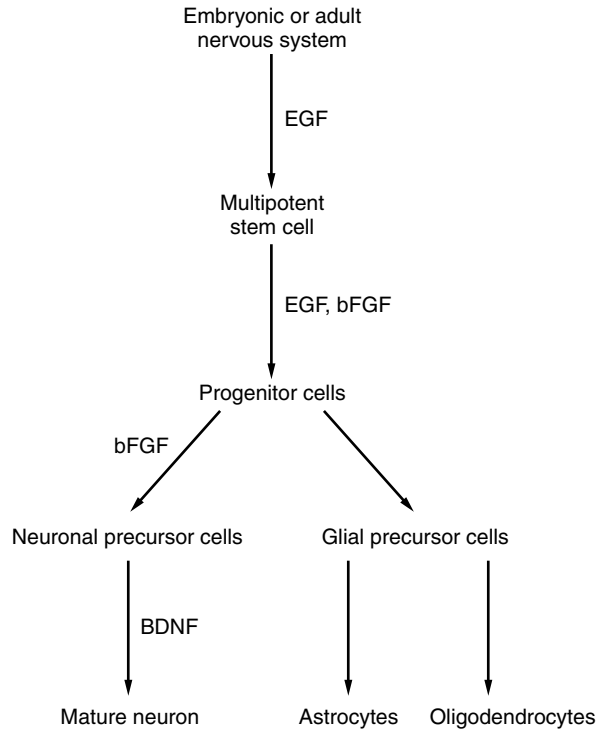 Embryonic or adult
nervous system
EGF
Multipotent
stem cell
EGF, bFGF
Progenitor cells
bFGF
Neuronal precursor cells
Glial precursor cells
BDNF
Mature neuron
Astrocytes
Oligodendrocytes